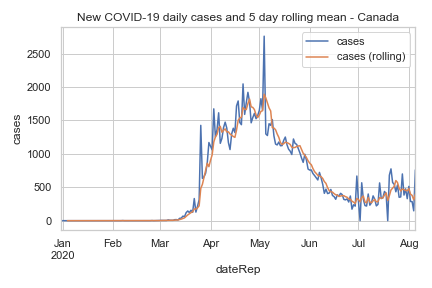 New COVID-19 daily cases and 5 day rolling mean - Canada
cases
cases (rolling)
2500
2000
1500
1000
500
0
cases
Jan Feb Mar Apr May Jun Jul Aug
2020
dateRep